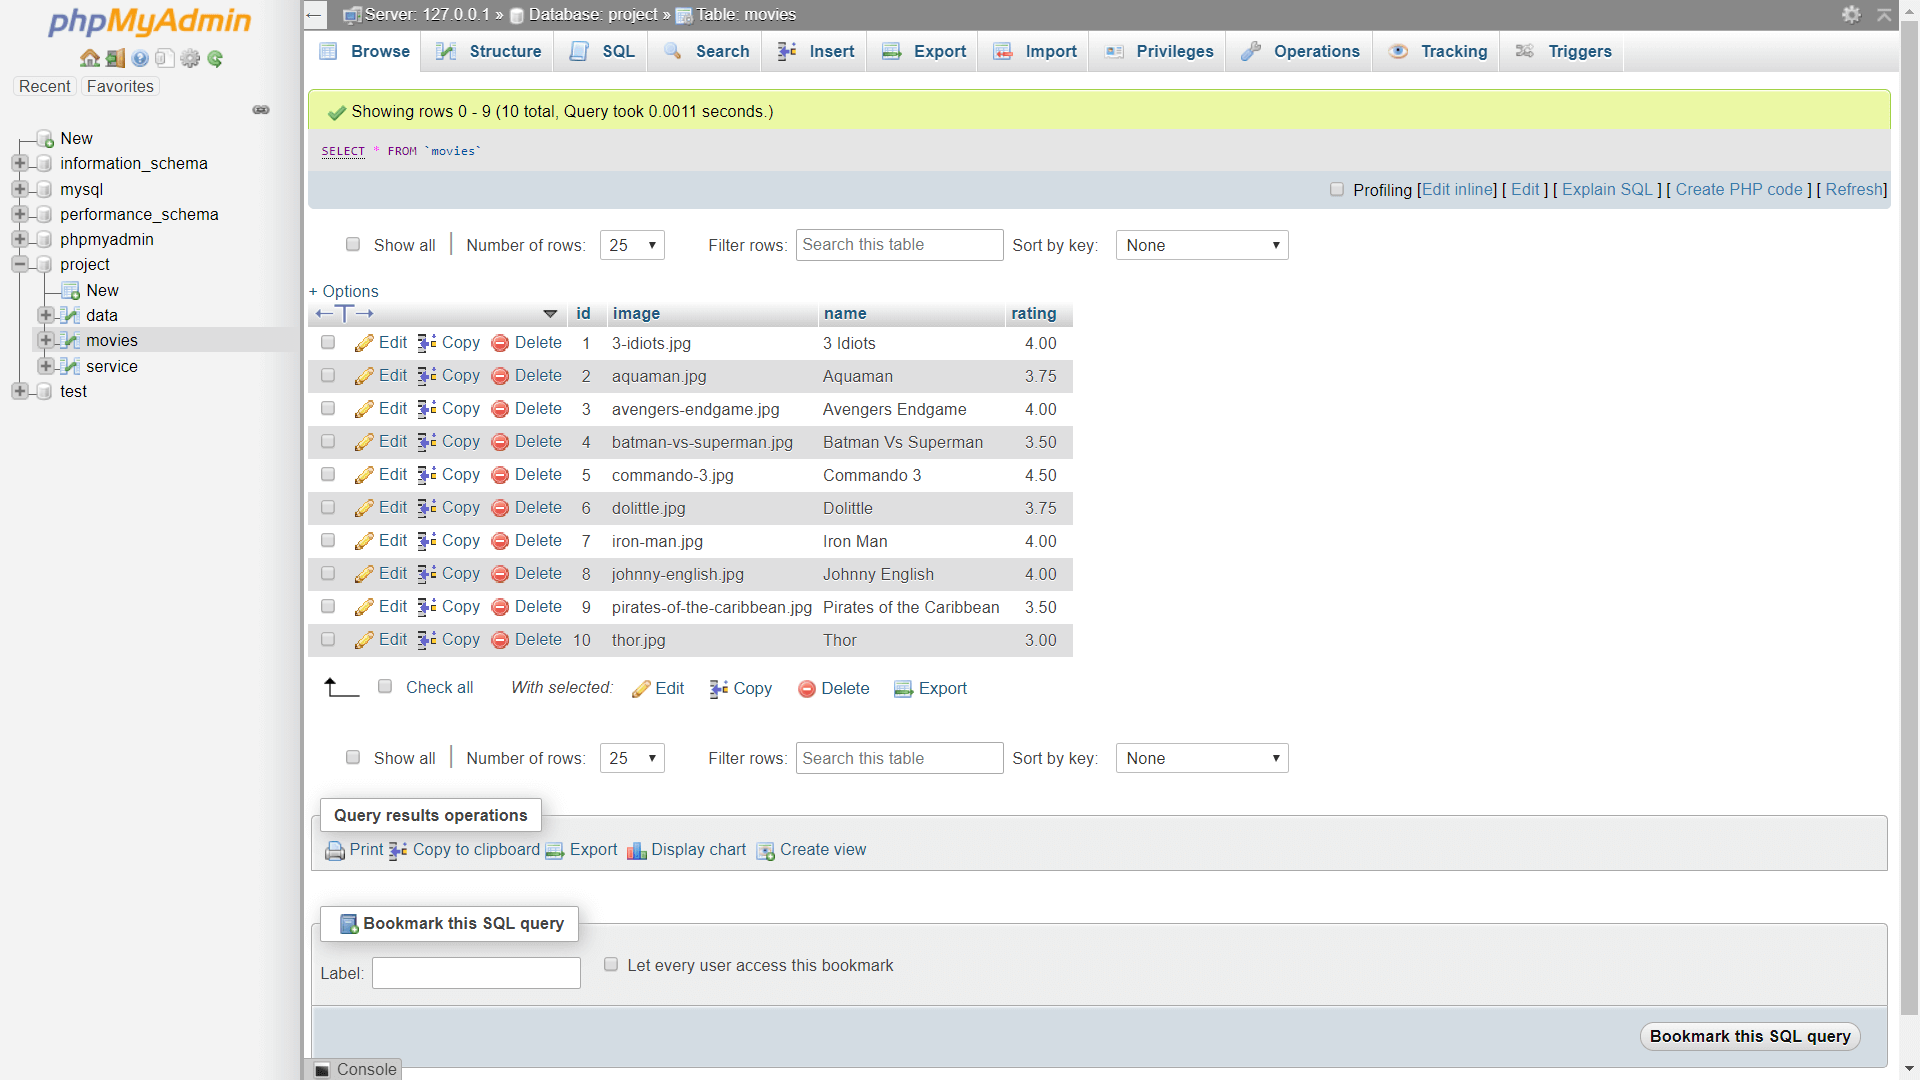 phpMyAdmin
Recent Favorites
New
information_schema
mysql
performance_schema
phpmyadmin
project
New
data
movies
service
test
Server: 127.0.0.1 » Database: project » Table: movies
Browse Structure SQL Search Insert Export Import Privileges Operations Tracking Triggers
Showing rows 0 - 9 (10 total, Query took 0.0011 seconds.)
SELECT * FROM `movies`
Profiling [Edit inline] [ Edit ] [ Explain SQL ] [ Create PHP code ] [ Refresh]
Show all | Number of rows: 25 Filter rows: Search this table Sort by key: None
+ Options
id image name rating
Edit Copy Delete 1 3-idiots.jpg 3 Idiots 4.00
Edit Copy Delete 2 aquaman.jpg Aquaman 3.75
Edit Copy Delete 3 avengers-endgame.jpg Avengers Endgame 4.00
Edit Copy Delete 4 batman-vs-superman.jpg Batman Vs Superman 3.50
Edit Copy Delete 5 commando-3.jpg Commando 3 4.50
Edit Copy Delete 6 dolittle.jpg Dolittle 3.75
Edit Copy Delete 7 iron-man.jpg Iron Man 4.00
Edit Copy Delete 8 johnny-english.jpg Johnny English 4.00
Edit Copy Delete 9 pirates-of-the-caribbean.jpg Pirates of the Caribbean 3.50
Edit Copy Delete 10 thor.jpg Thor 3.00
Check all With selected: Edit Copy Delete Export
Show all | Number of rows: 25 Filter rows: Search this table Sort by key: None
Query results operations
Print Copy to clipboard Export Display chart Create view
Bookmark this SQL query
Label: Let every user access this bookmark
Bookmark this SQL query
Console